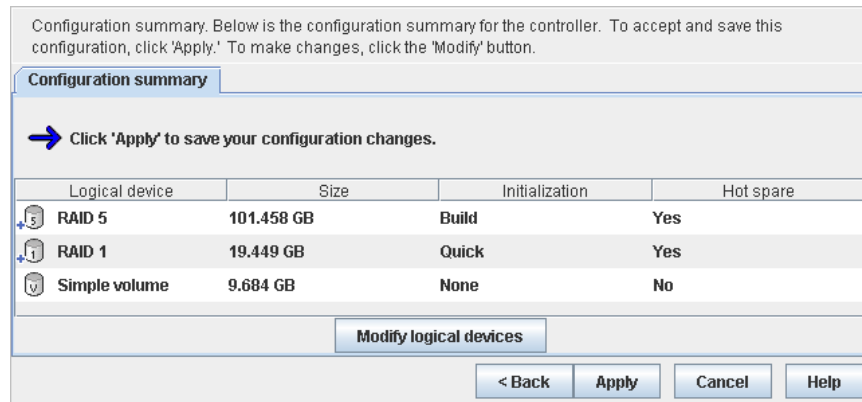 Configuration summary. Below is the configuration summary for the controller. To accept and save this
configuration, click 'Apply.' To make changes, click the 'Modify' button.
Configuration summary
Click 'Apply' to save your configuration changes.
Logical device Size Initialization Hot spare
5 RAID 5 101.458 GB Build Yes
1 RAID 1 19.449 GB Quick Yes
V Simple volume 9.684 GB None No
Modify logical devices
< Back Apply Cancel Help